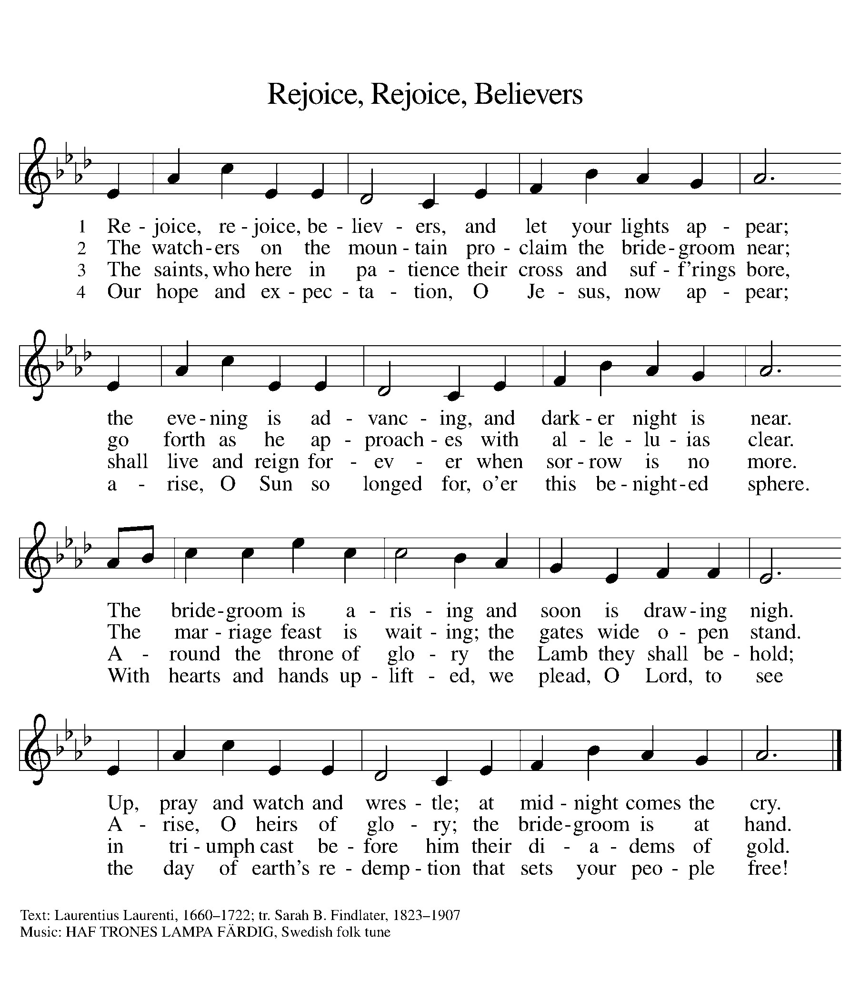 Rejoice, Rejoice, Believers
1 Re - joice, re - joice, be - liev - ers, and let your lights ap - pear;
2 The watch - ers on the moun - tain pro - claim the bride - groom near;
3 The saints, who here in pa - tience their cross and suf - f'rings bore,
4 Our hope and ex - pec - ta - tion, O Je - sus, now ap - pear;
the eve - ning is ad - vanc - ing, and dark - er night is near.
go forth as he ap - proach - es with al - le - lu - ias clear.
shall live and reign for - ev - er when sor - row is no more.
a - rise, O Sun so longed for, o'er this be - night - ed sphere.
The bride - groom is a - ris - ing and soon is draw - ing nigh.
The mar - riage feast is wait - ing; the gates wide o - pen stand.
A - round the throne of glo - ry the Lamb they shall be - hold;
With hearts and hands up - lift - ed, we plead, O Lord, to see
Up, pray and watch and wres - tle; at mid - night comes the cry.
A - rise, O heirs of glo - ry; the bride - groom is at hand.
in tri - umph cast be - fore him their di - a - dems of gold.
the day of earth's re - demp - tion that sets your peo - ple free!
Text: Laurentius Laurenti, 1660–1722; tr. Sarah B. Findlater, 1823–1907
Music: HAF TRONES LAMPA FÄRDIG, Swedish folk tune